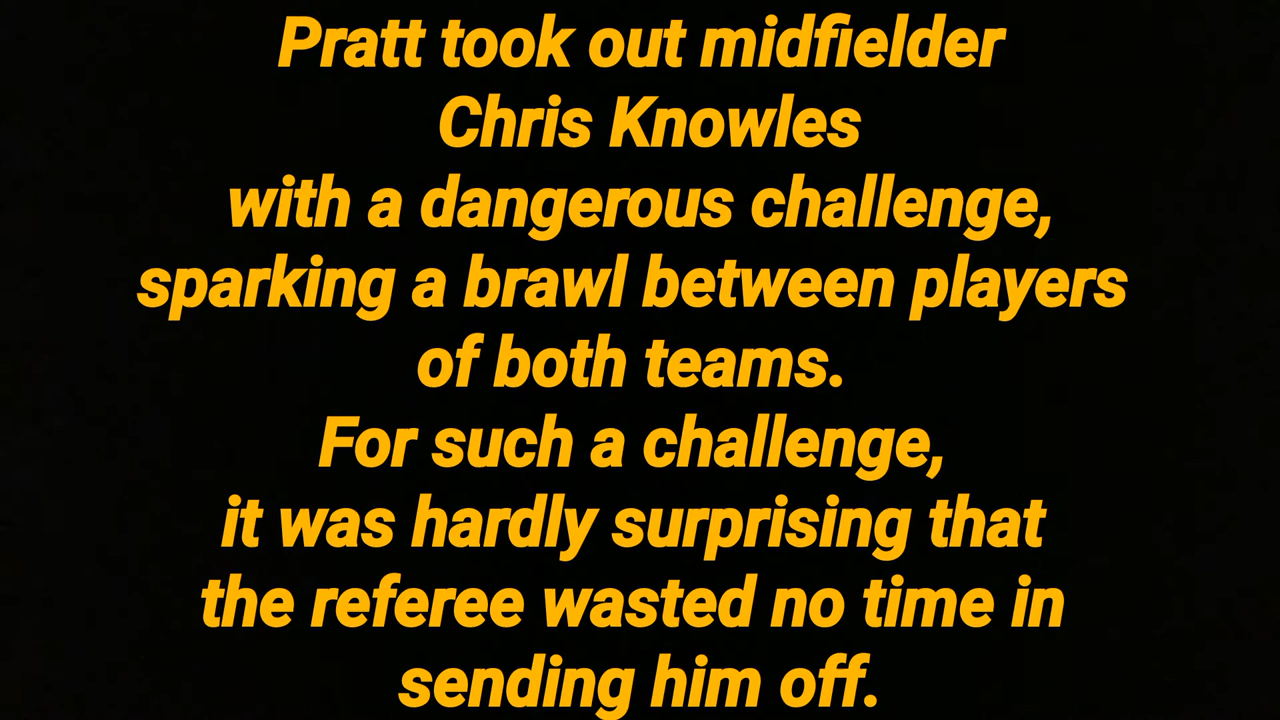 Pratt took out midfielder
Chris Knowles
with a dangerous challenge,
sparking a brawl between players
of both teams.
For such a challenge,
it was hardly surprising that
the referee wasted no time in
sending him off.